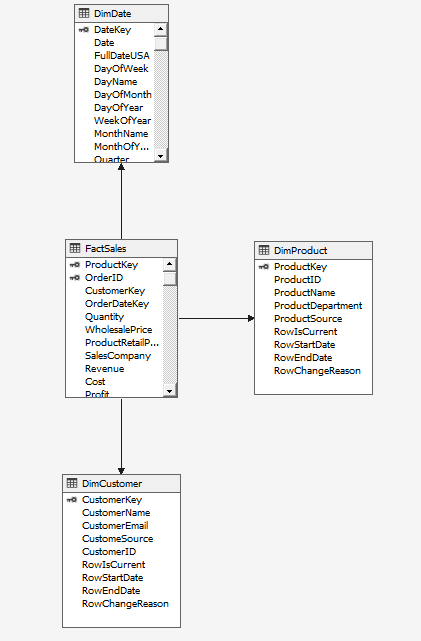 DimDate
DateKey
Date
FullDateUSA
DayOfWeek
DayName
DayOfMonth
DayOfYear
WeekOfYear
MonthName
MonthOfY...
Quarter
FactSales
ProductKey
OrderID
CustomerKey
OrderDateKey
Quantity
WholesalePrice
ProductRetailP...
SalesCompany
Revenue
Cost
Profit
DimProduct
ProductKey
ProductID
ProductName
ProductDepartment
ProductSource
RowIsCurrent
RowStartDate
RowEndDate
RowChangeReason
DimCustomer
CustomerKey
CustomerName
CustomerEmail
CustomeSource
CustomerID
RowIsCurrent
RowStartDate
RowEndDate
RowChangeReason